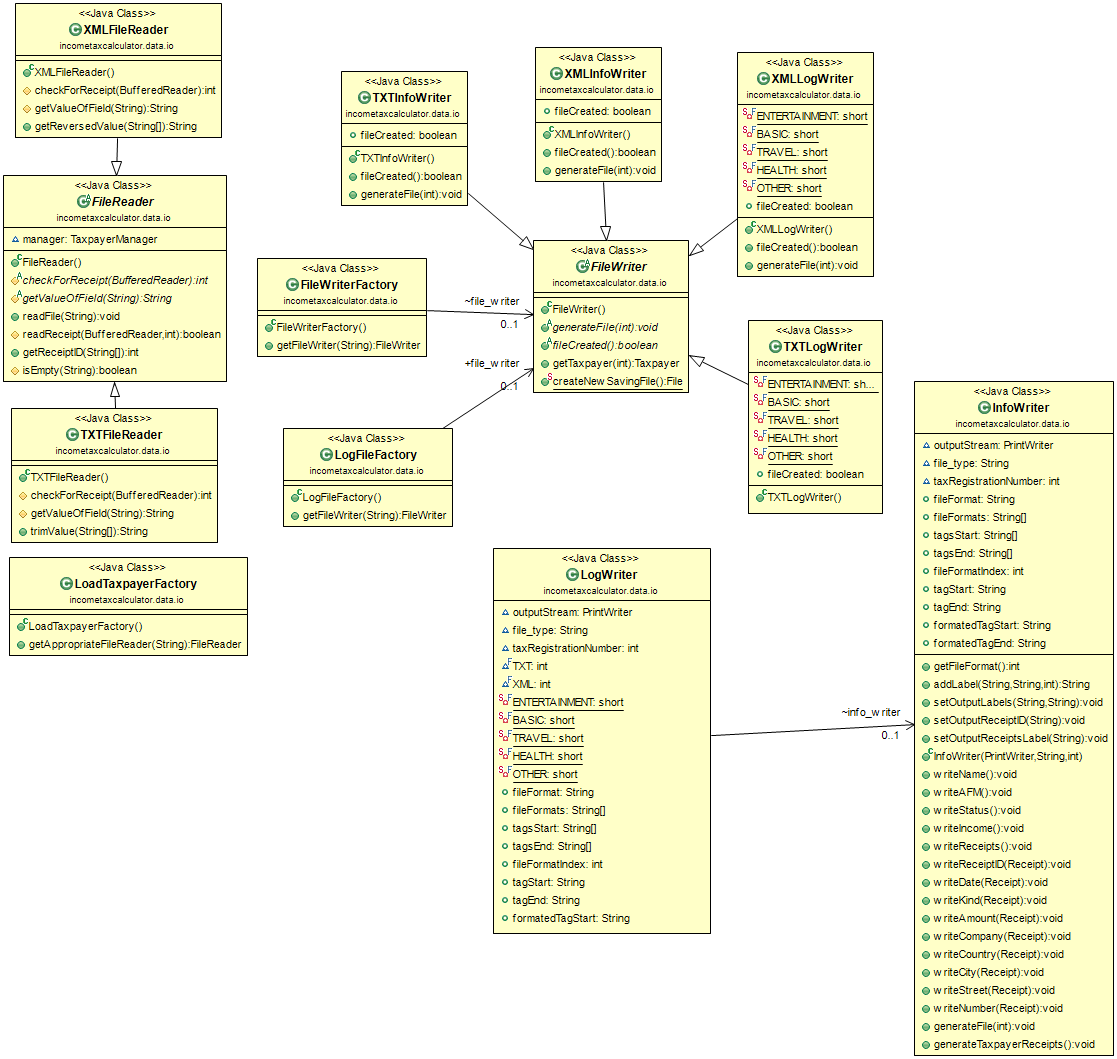 <<Java Class>>
XMLFileReader
incometaxcalculator.data.io
XMLFileReader()
checkForReceipt(BufferedReader):int
getValueOfField(String):String
getReversedValue(String[]):String
<<Java Class>>
FileReader
incometaxcalculator.data.io
manager: TaxpayerManager
FileReader()
checkForReceipt(BufferedReader):int
getValueOfField(String):String
readFile(String):void
readReceipt(BufferedReader,int):boolean
getReceiptID(String[]):int
isEmpty(String):boolean
<<Java Class>>
TXTFileReader
incometaxcalculator.data.io
TXTFileReader()
checkForReceipt(BufferedReader):int
getValueOfField(String):String
trimValue(String[]):String
<<Java Class>>
LoadTaxpayerFactory
incometaxcalculator.data.io
LoadTaxpayerFactory()
getAppropriateFileReader(String):FileReader
<<Java Class>>
TXTInfoWriter
incometaxcalculator.data.io
fileCreated: boolean
TXTInfoWriter()
fileCreated():boolean
generateFile(int):void
<<Java Class>>
XMLInfoWriter
incometaxcalculator.data.io
fileCreated: boolean
XMLInfoWriter()
fileCreated():boolean
generateFile(int):void
<<Java Class>>
XMLLogWriter
incometaxcalculator.data.io
ENTERTAINMENT: short
BASIC: short
TRAVEL: short
HEALTH: short
OTHER: short
fileCreated: boolean
XMLLogWriter()
fileCreated():boolean
generateFile(int):void
<<Java Class>>
FileWriterFactory
incometaxcalculator.data.io
FileWriterFactory()
getFileWriter(String):FileWriter
~file_writer
0..1
<<Java Class>>
FileWriter
incometaxcalculator.data.io
FileWriter()
generateFile(int):void
fileCreated():boolean
getTaxpayer(int):Taxpayer
createNewSavingFile():File
+file_writer
0..1
<<Java Class>>
LogFileFactory
incometaxcalculator.data.io
LogFileFactory()
getFileWriter(String):FileWriter
<<Java Class>>
TXTLogWriter
incometaxcalculator.data.io
ENTERTAINMENT: sh...
BASIC: short
TRAVEL: short
HEALTH: short
OTHER: short
fileCreated: boolean
TXTLogWriter()
<<Java Class>>
LogWriter
incometaxcalculator.data.io
outputStream: PrintWriter
file_type: String
taxRegistrationNumber: int
TXT: int
XML: int
ENTERTAINMENT: short
BASIC: short
TRAVEL: short
HEALTH: short
OTHER: short
fileFormat: String
fileFormats: String[]
tagsStart: String[]
tagsEnd: String[]
fileFormatIndex: int
tagStart: String
tagEnd: String
formatedTagStart: String
~info_writer
0..1
<<Java Class>>
InfoWriter
incometaxcalculator.data.io
outputStream: PrintWriter
file_type: String
taxRegistrationNumber: int
fileFormat: String
fileFormats: String[]
tagsStart: String[]
tagsEnd: String[]
fileFormatIndex: int
tagStart: String
tagEnd: String
formatedTagStart: String
formatedTagEnd: String
getFileFormat():int
addLabel(String,String,int):String
setOutputLabels(String,String):void
setOutputReceiptID(String):void
setOutputReceiptsLabel(String):void
InfoWriter(PrintWriter,String,int)
writeName():void
writeAFM():void
writeStatus():void
writeIncome():void
writeReceipts():void
writeReceiptID(Receipt):void
writeDate(Receipt):void
writeKind(Receipt):void
writeAmount(Receipt):void
writeCompany(Receipt):void
writeCountry(Receipt):void
writeCity(Receipt):void
writeStreet(Receipt):void
writeNumber(Receipt):void
generateFile(int):void
generateTaxpayerReceipts():void